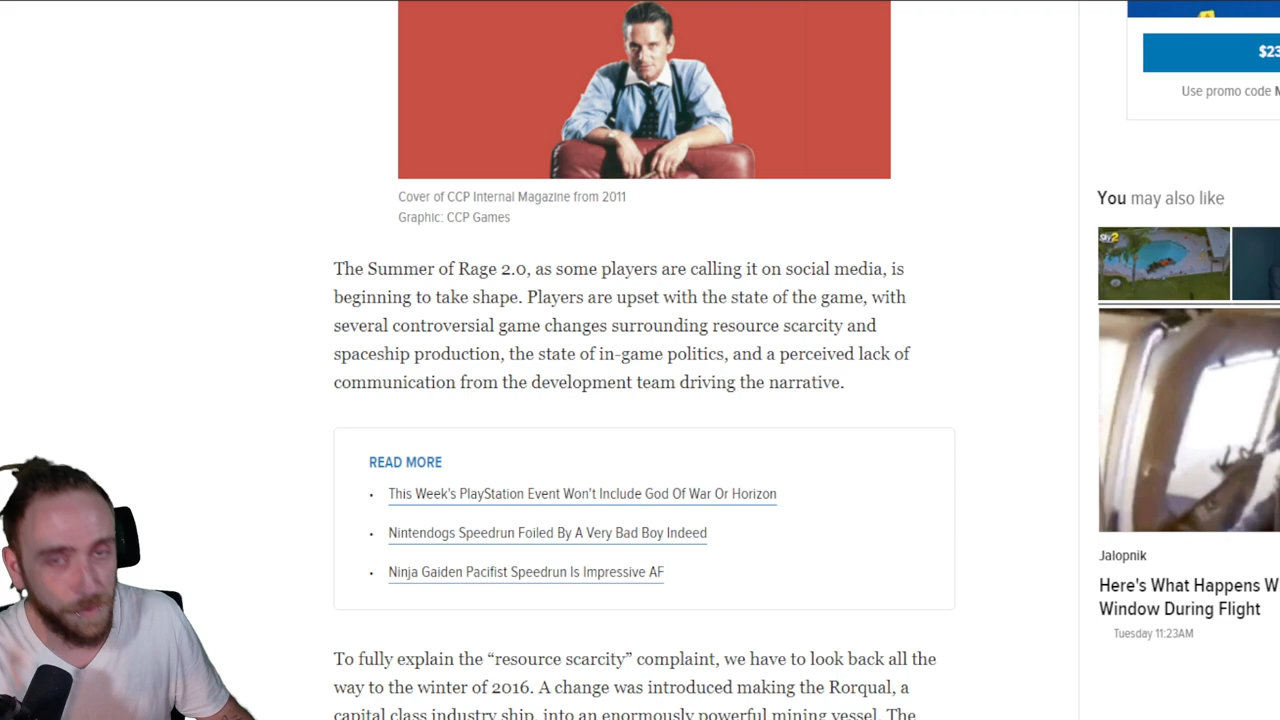 $23
Use promo code
Cover of CCP Internal Magazine from 2011
Graphic: CCP Games
The Summer of Rage 2.0, as some players are calling it on social media, is
beginning to take shape. Players are upset with the state of the game, with
several controversial game changes surrounding resource scarcity and
spaceship production, the state of in-game politics, and a perceived lack of
communication from the development team driving the narrative.
READ MORE
• This Week's PlayStation Event Won't Include God Of War Or Horizon
• Nintendogs Speedrun Foiled By A Very Bad Boy Indeed
• Ninja Gaiden Pacifist Speedrun Is Impressive AF
To fully explain the “resource scarcity” complaint, we have to look back all the
way to the winter of 2016. A change was introduced making the Rorqual, a
capital class industry ship, into an enormously powerful mining vessel. The
You may also like
Jalopnik
Here's What Happens W
Window During Flight
Tuesday 11:23AM